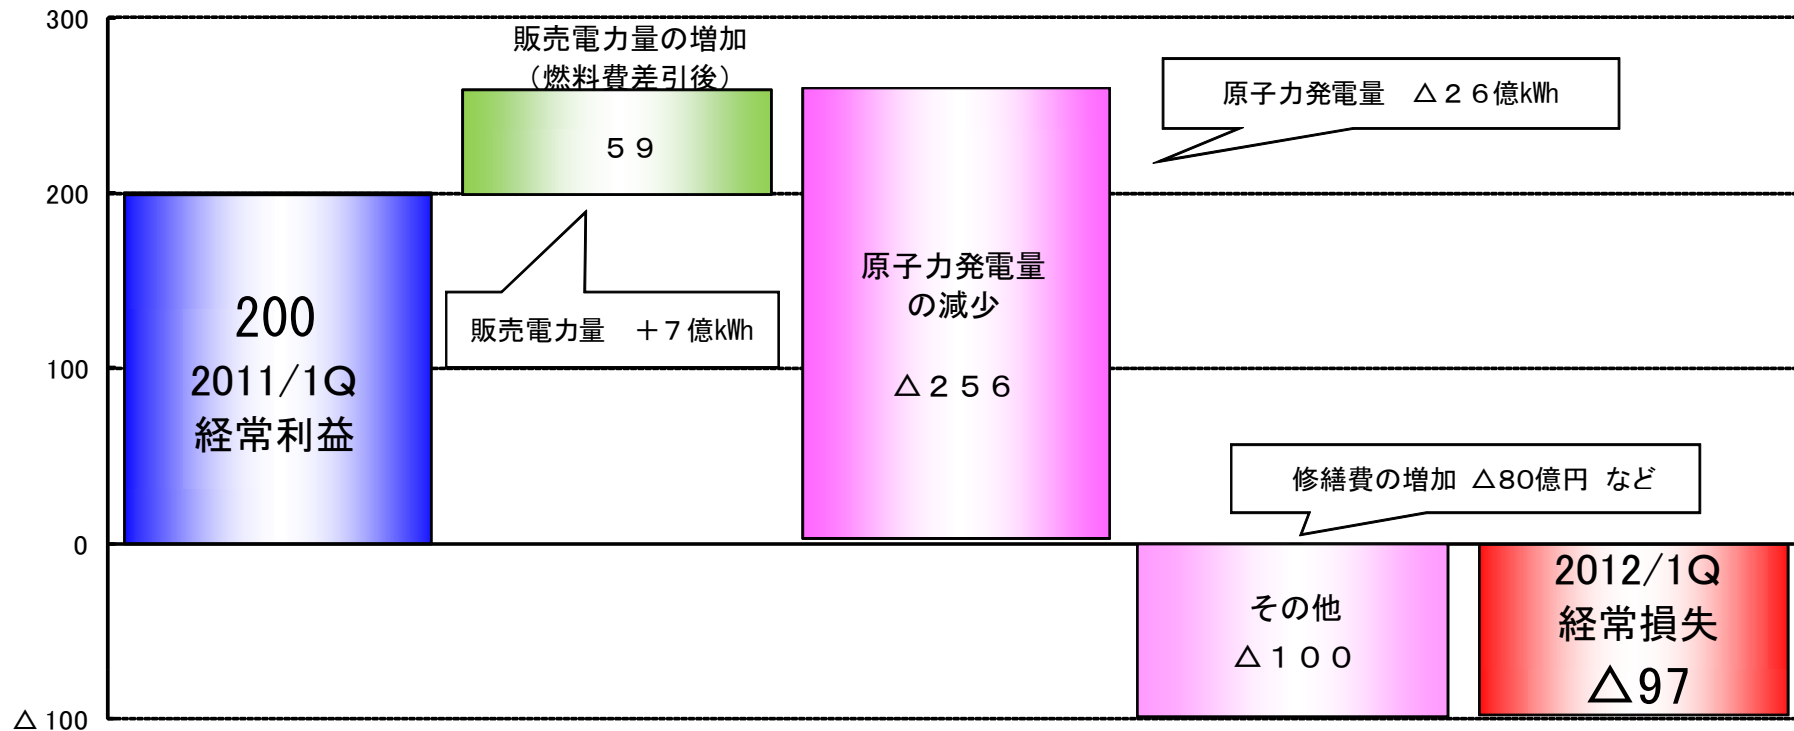 300
200
100
0
△100
販売電力量の増加
（燃料費差引後）
５９
原子力発電量　△２６億kWh
200
2011/1Q
経常利益
販売電力量　＋７億kWh
原子力発電量
の減少
△２５６
修繕費の増加 △80億円 など
その他
△１００
2012/1Q
経常損失
△97